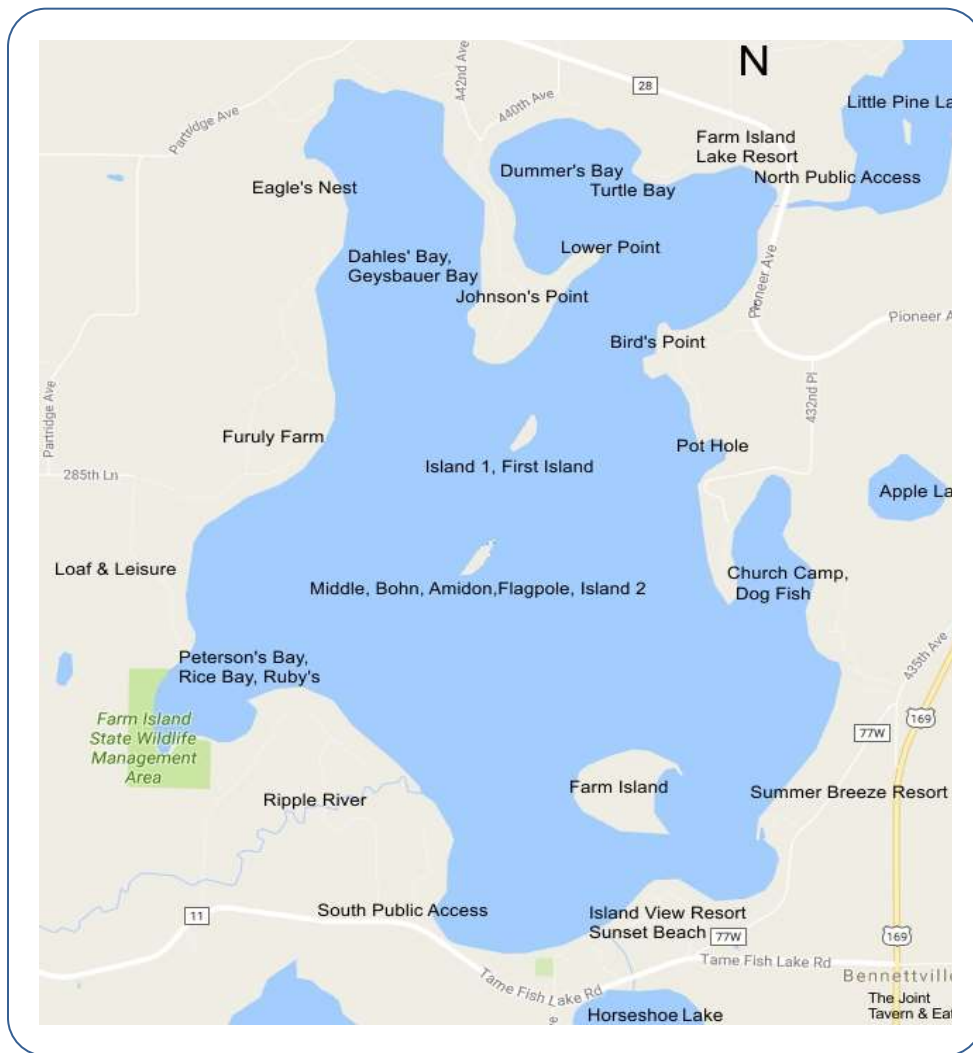 N
442nd Ave
28
440th Ave
Partridge Ave
Little Pine La
Farm Island
Lake Resort
Dummer's Bay
North Public Access
Eagle's Nest
Turtle Bay
Lower Point
Dahles' Bay,
Geysbauer Bay
Johnson's Point
Pioneer Ave
Pioneer A
Bird's Point
432nd Pl
Partridge Ave
Furuly Farm
Pot Hole
Island 1, First Island
285th Ln
Apple La
Loaf & Leisure
Church Camp,
Dog Fish
Middle, Bohn, Amidon,Flagpole, Island 2
435th Ave
Peterson's Bay,
Rice Bay, Ruby's
169
Farm Island
State Wildlife
Management
Area
77W
Farm Island
Summer Breeze Resort
Ripple River
South Public Access
11
Island View Resort
Sunset Beach
77W
169
Tame Fish Lake Rd
Tame Fish Lake Rd
Bennettville
The Joint
Tavern & Eat
Horseshoe Lake